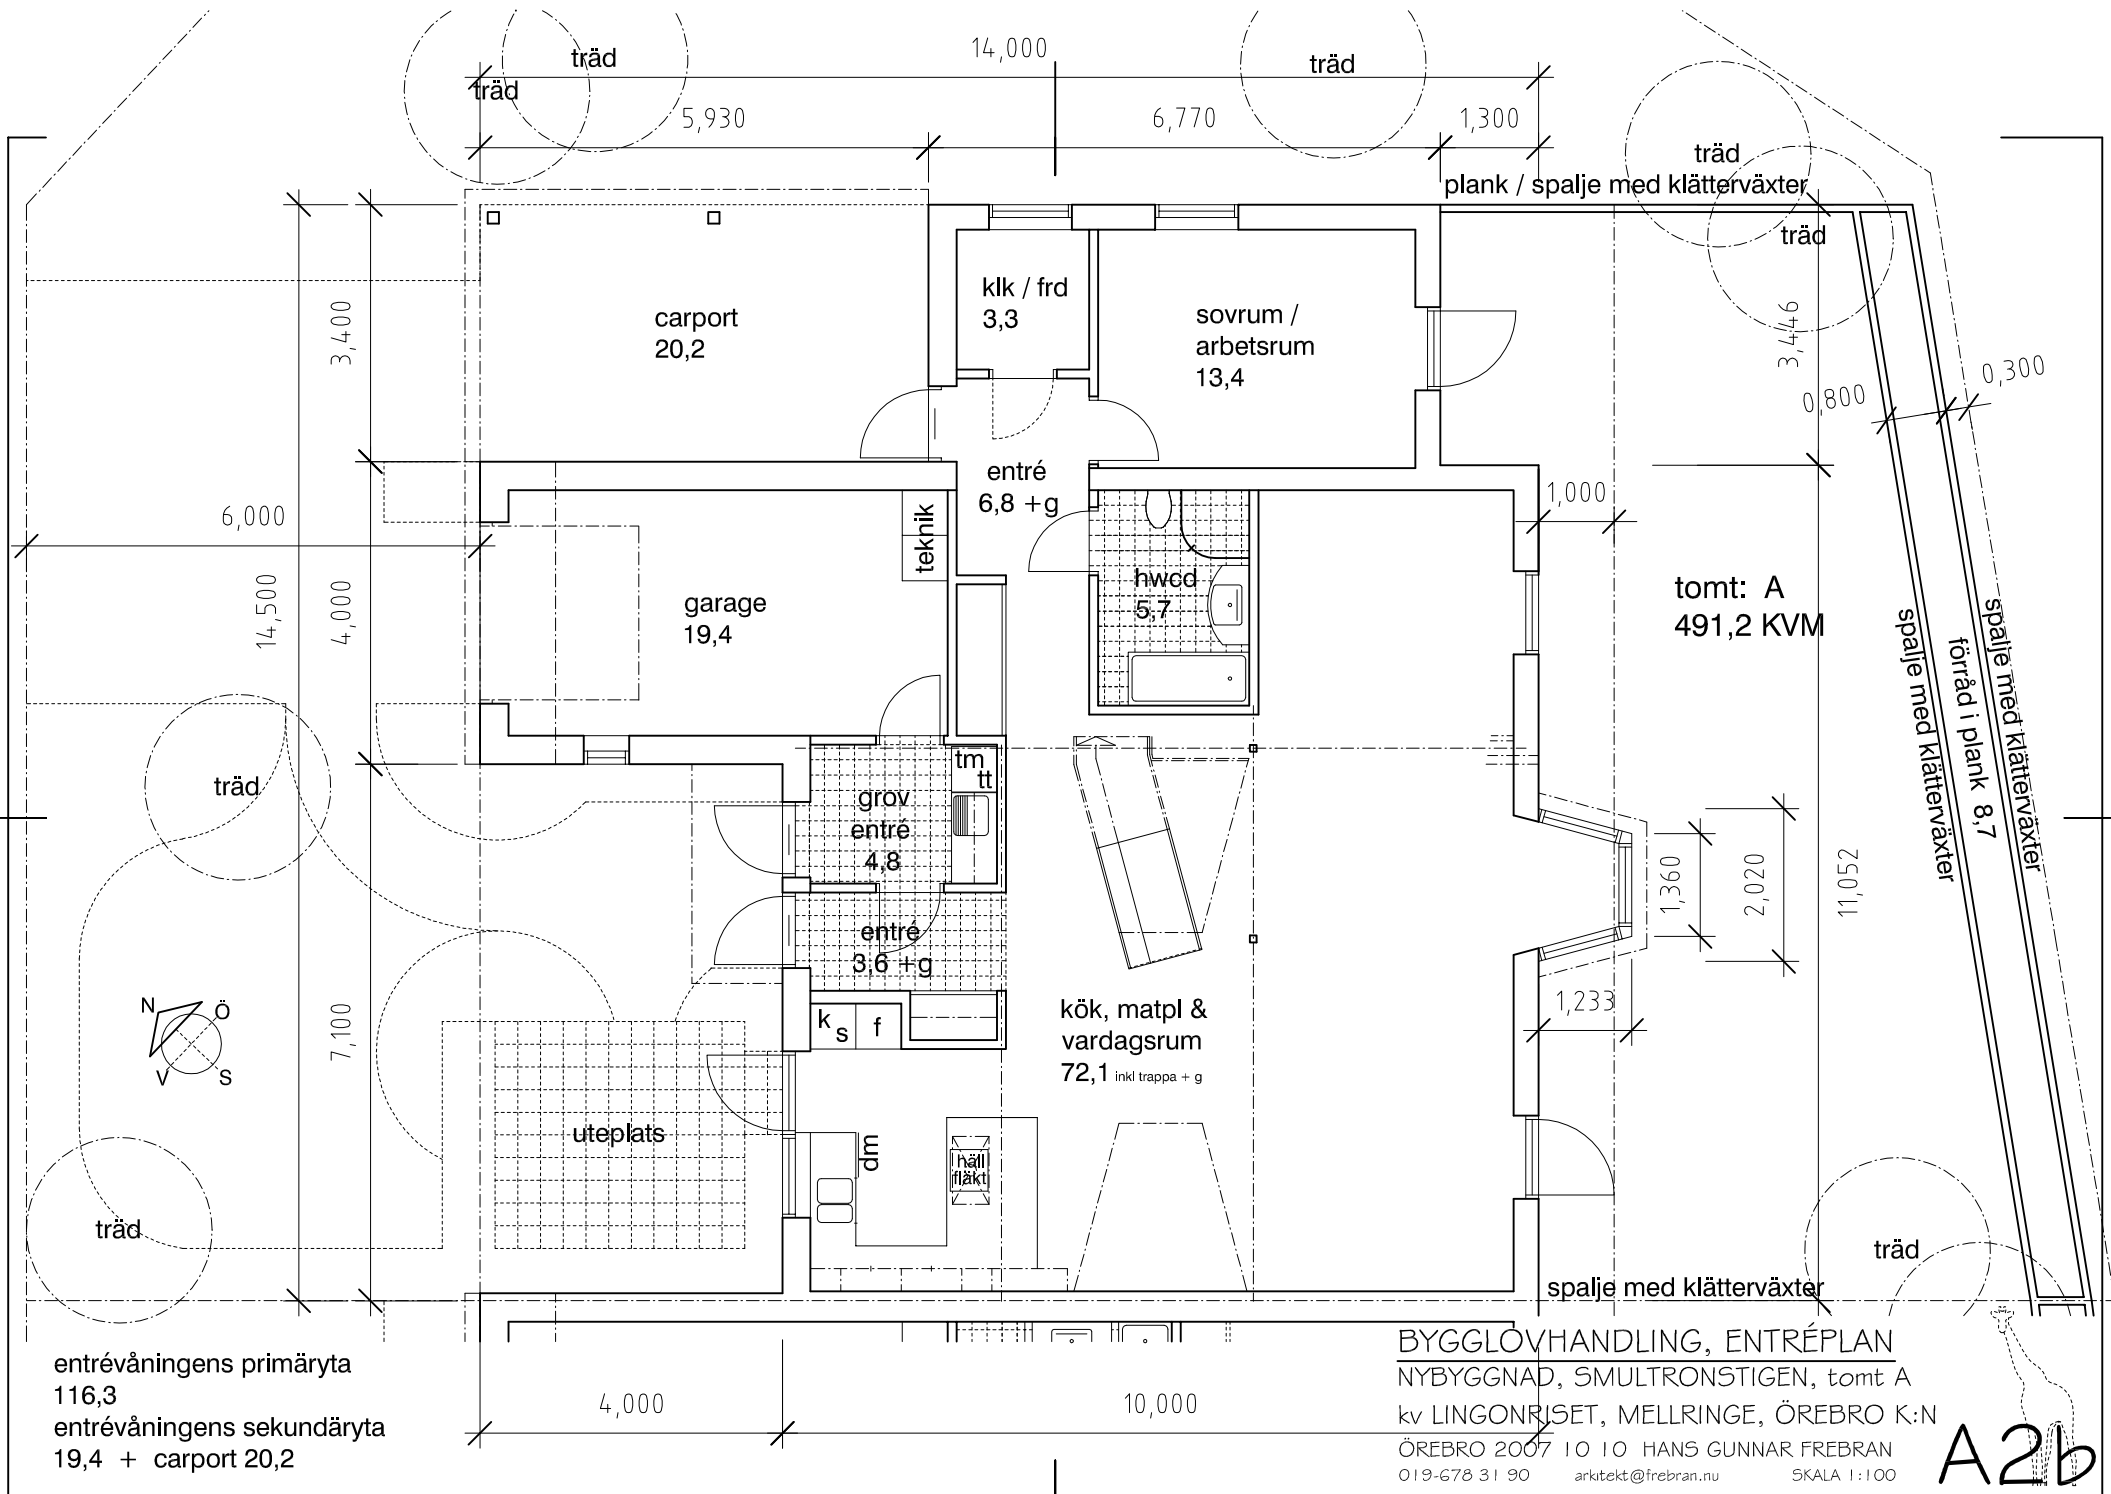 träd
träd
14,000
träd
5,930
6,770
1,300
träd
plank / spalje med klätterväxter
träd
3,400
carport
20,2
klk / frd
3,3
sovrum /
arbetsrum
13,4
3,446
0,800
0,300
6,000
entré
6,8 +g
1,000
14,500
4,000
garage
19,4
teknik
hwcd
5,7
tomt: A
491,2 KVM
spalje med klätterväxter
förråd i plank 8,7
spalje med klätterväxter
träd
tm
tt
grov
entré
4,8
entré
3,6 +g
1,360
2,020
11,052
1,233
N
Ö
V
S
7,100
k
s
f
kök, matpl &
vardagsrum
72,1 inkl trappa + g
uteplats
dm
häll
fläkt
träd
träd
spalje med klätterväxter
entrévåningens primäryta
116,3
entrévåningens sekundäryta
19,4 + carport 20,2
4,000
10,000
BYGGLOVHANDLING, ENTRÉPLAN
NYBYGGNAD, SMULTRONSTIGEN, tomt A
kv LINGONRISET, MELLRINGE, ÖREBRO K:N
ÖREBRO 2007 10 10 HANS GUNNAR FREBRAN
019-678 31 90 arkitekt@frebran.nu SKALA 1:100
A2b